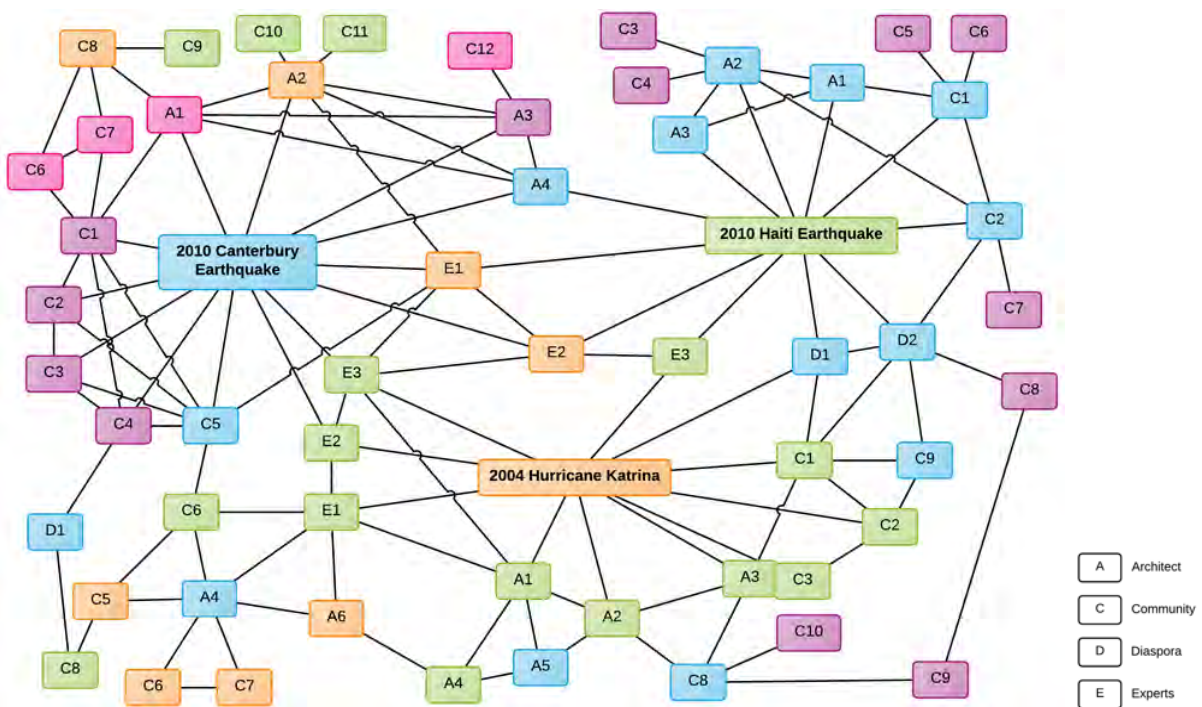 C8
C9
C10
C11
A2
C12
A1
A3
C7
C6
A4
C1
2010 Canterbury
Earthquake
E1
C2
C3
E2
E3
C4
C5
E2
C6
E1
D1
C5
A4
A6
C8
C6
C7
C3
C4
A2
A1
C5
C6
C1
A3
2010 Haiti Earthquake
C2
C7
D1
D2
E3
C8
2004 Hurricane Katrina
C1
C9
C2
A1
A3
C3
A2
C10
A4
A5
C8
C9
A
Architect
C
Community
D
Diaspora
E
Experts